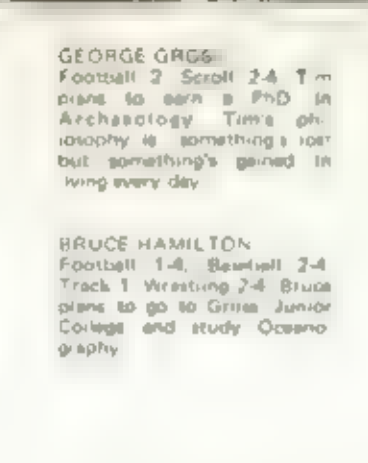 GEORGE
Football 2 Scroll 2-4 Tim
plans to earn a PhD in
Archaeology Tim's phi-
losophy is something's lost
but something's gained in
living every day
BRUCE HAMILTON
Football 1-4, Baseball 2-4
Track 1 Wrestling 2-4 Bruce
plans to go to Junior
College and study Oceano-
graphy